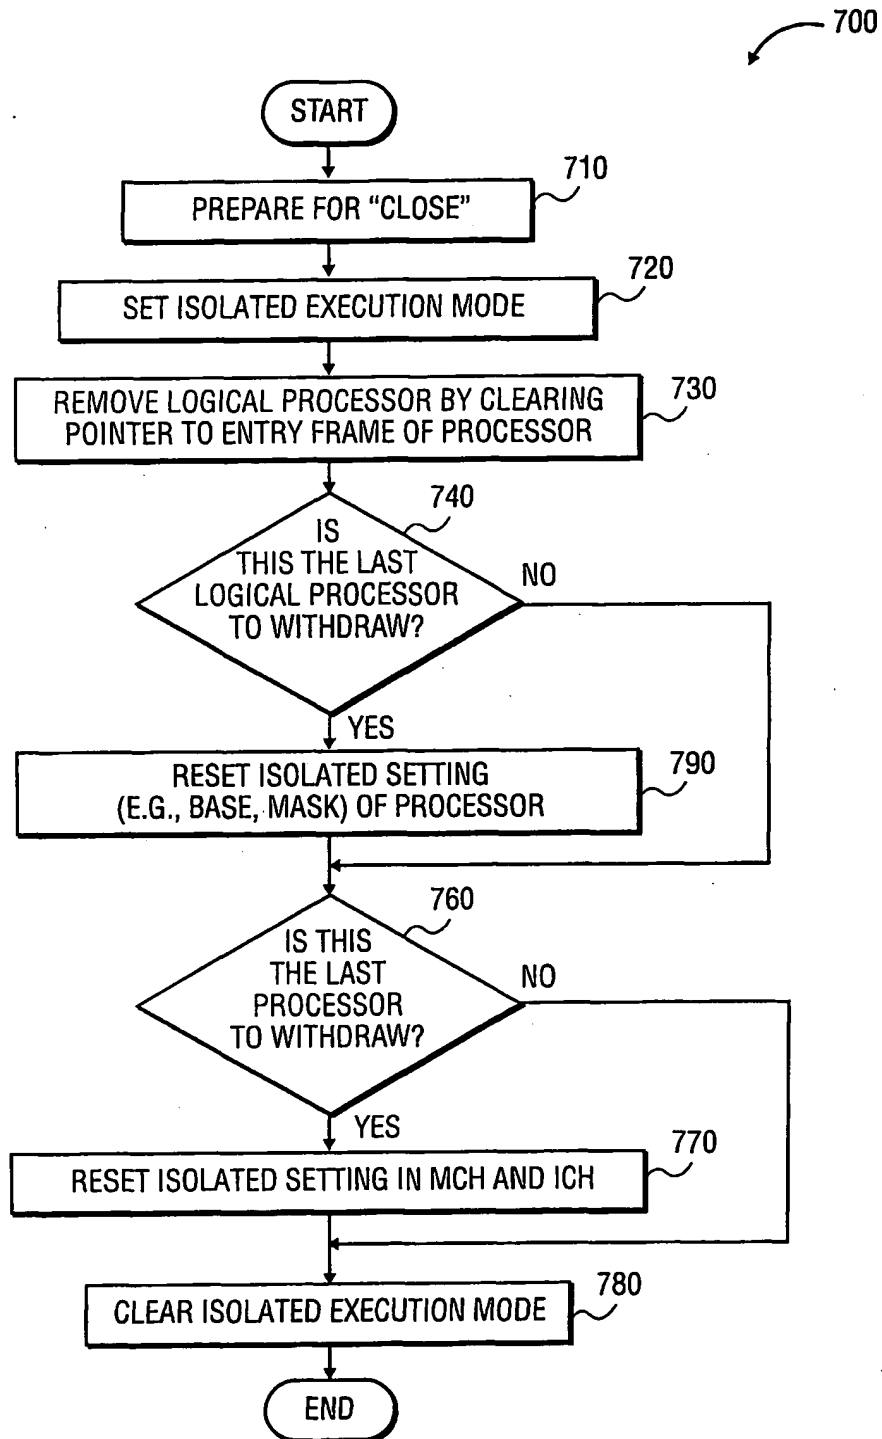 700
START
710
PREPARE FOR “CLOSE”
720
SET ISOLATED EXECUTION MODE
730
REMOVE LOGICAL PROCESSOR BY CLEARING
POINTER TO ENTRY FRAME OF PROCESSOR
740
IS
THIS THE LAST
LOGICAL PROCESSOR
TO WITHDRAW?
NO
YES
790
RESET ISOLATED SETTING
(E.G., BASE, MASK) OF PROCESSOR
760
IS THIS
THE LAST
PROCESSOR
TO WITHDRAW?
NO
YES
770
RESET ISOLATED SETTING IN MCH AND ICH
780
CLEAR ISOLATED EXECUTION MODE
END